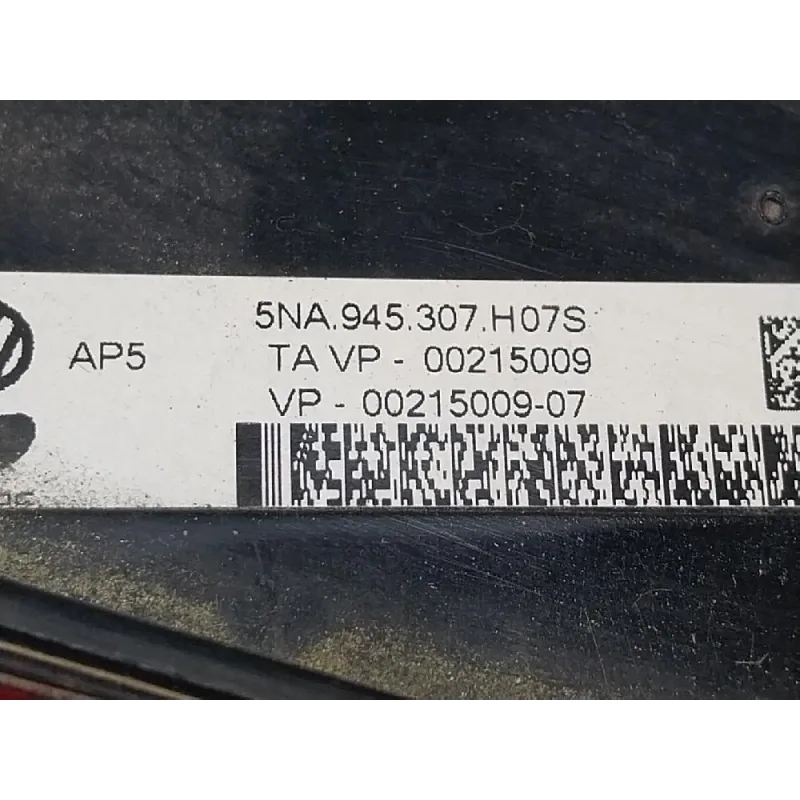 5NA.945.307.H07S
AP5
TA VP - 00215009
VP - 00215009-07